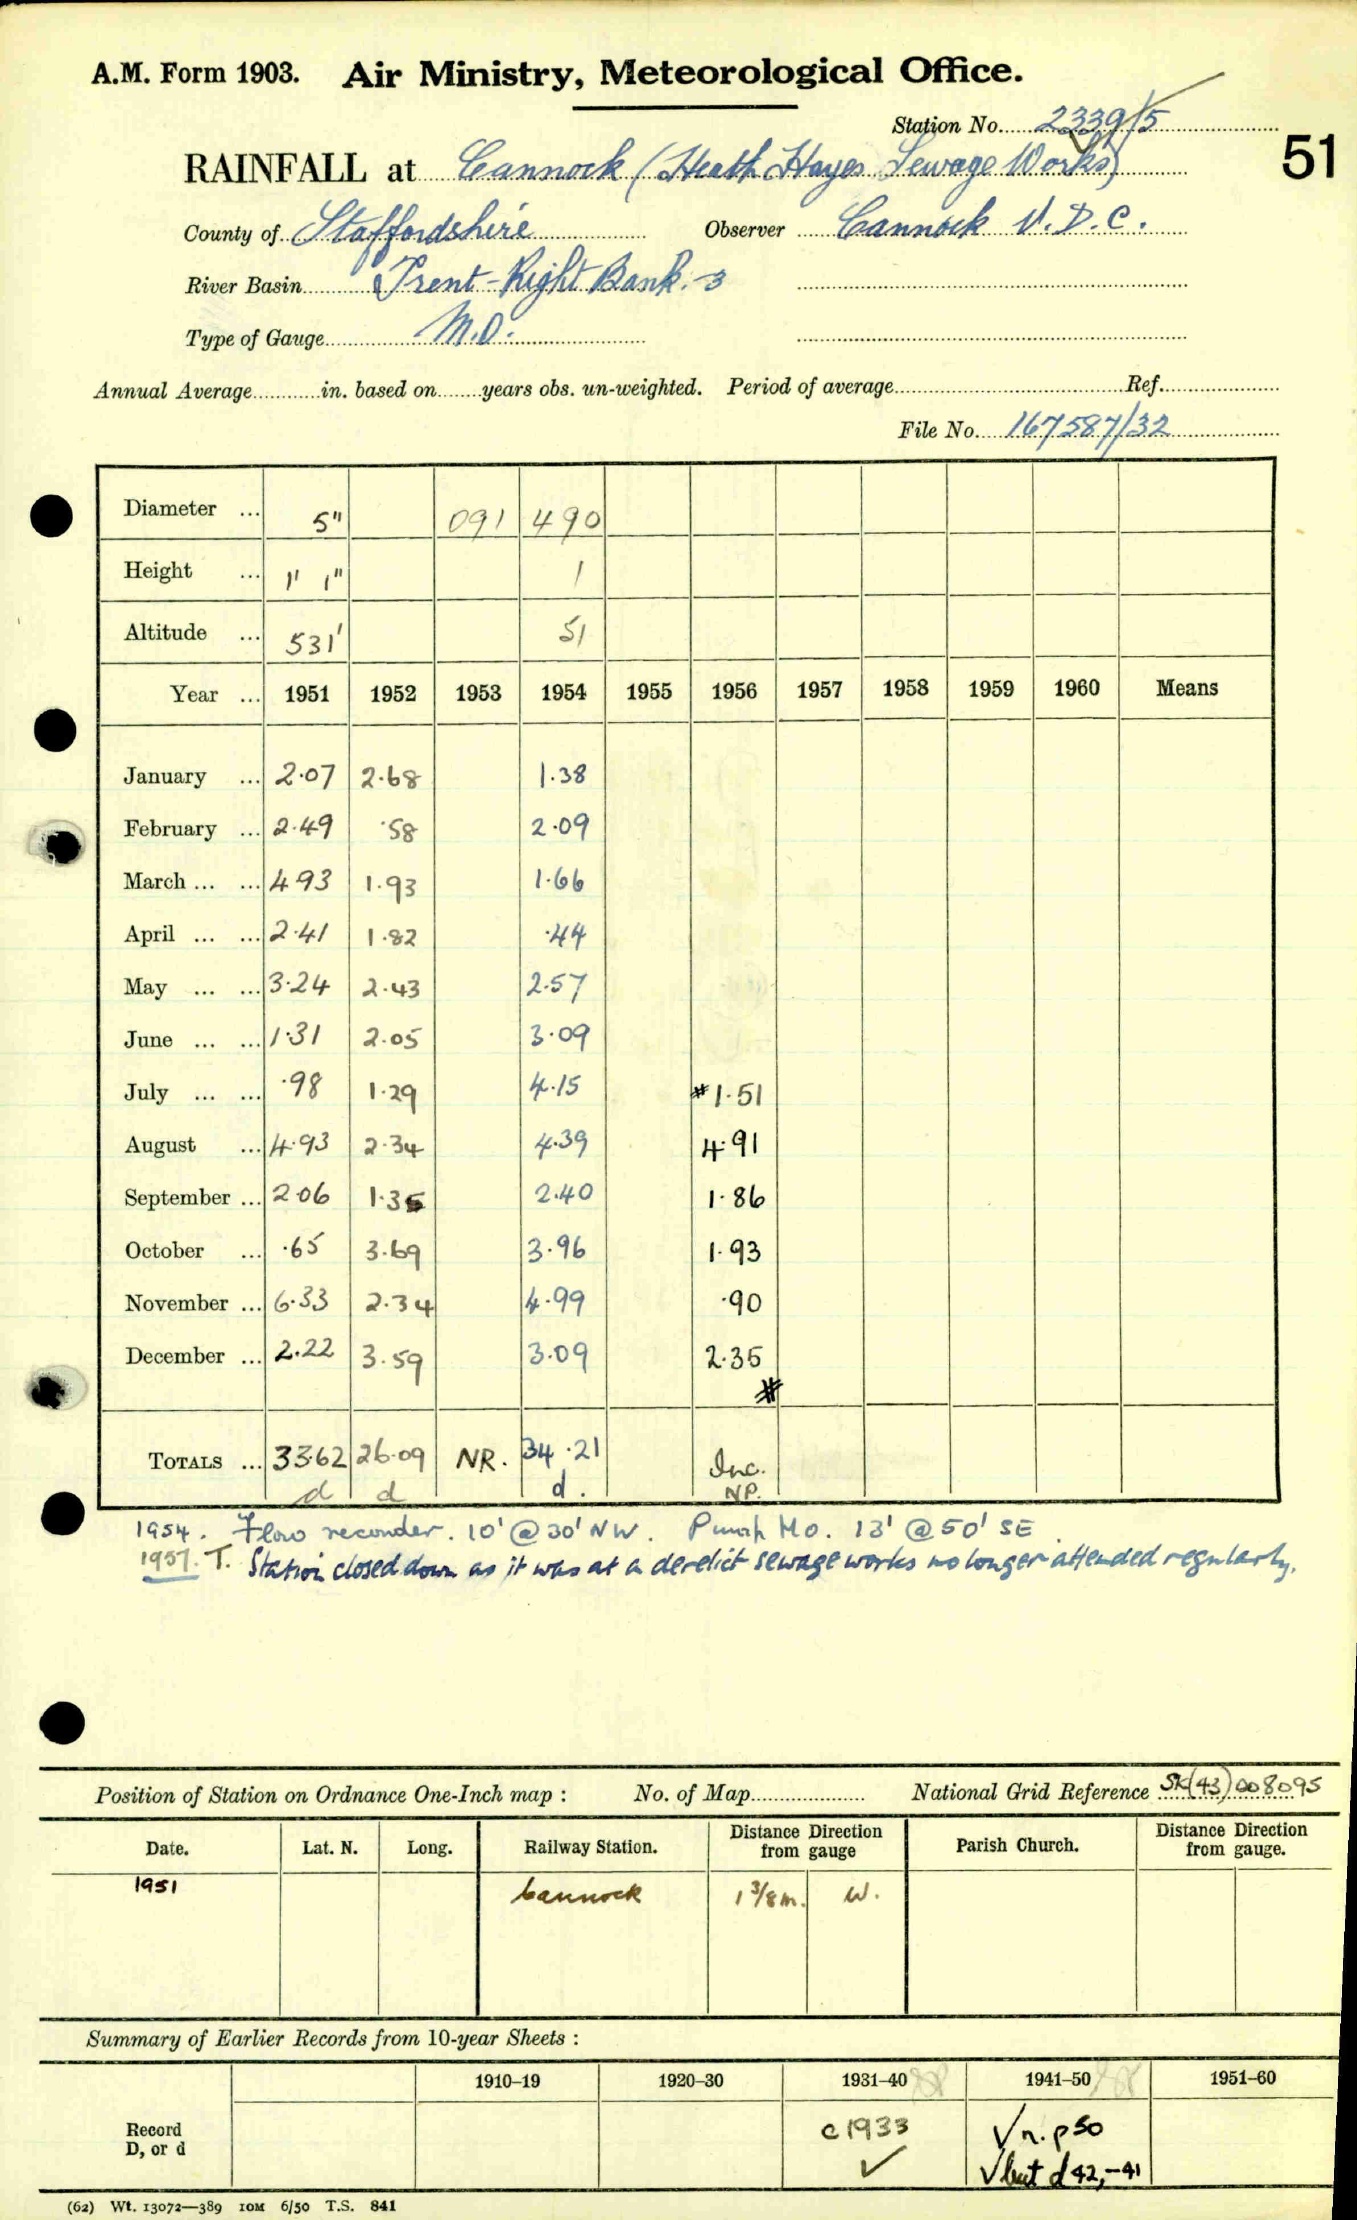 A.M. Form 1903. Air Ministry, Meteorological Office.
Station No. 2339/5
51
RAINFALL at Cannock (Heath Hayes Sewage Works)
County of Staffordshire Observer Cannock U.D.C.
River Basin Trent - Right Bank. -3
Type of Gauge M.O.
Annual Average in. based on years obs. un-weighted. Period of average Ref.
File No. 167587/32
Diameter ... 5" 091 490
Height ... 1' 1" 1
Altitude ... 531' 51
Year ... 1951 1952 1953 1954 1955 1956 1957 1958 1959 1960 Means
January ... 2.07 2.68 1.38
February ... 2.49 .58 2.09
March ... ... 4.93 1.93 1.66
April ... ... 2.41 1.82 .44
May ... ... 3.24 2.43 2.57
June ... ... 1.31 2.05 3.09
July ... ... .98 1.29 4.15 #1.51
August ... 4.93 2.34 4.39 4.91
September ... 2.06 1.35 2.40 1.86
October ... .65 3.69 3.96 1.93
November ... 6.33 2.34 4.99 .90
December ... 2.22 3.59 3.09 2.35
#
TOTALS ... 33.62 26.09 NR. 34.21 Inc.
d d d. NP.
1954. Flow recorder. 10' @ 30' NW. Pump Ho. 13' @ 50' SE
1957. T. Station closed down as it was at a derelict sewage works no longer attended regularly.
Position of Station on Ordnance One-Inch map : No. of Map National Grid Reference SK(43) 008095
Date. Lat. N. Long. Railway Station. Distance from Direction gauge Parish Church. Distance from Direction gauge.
1951 Cannock 1 3/8 m. W.
Summary of Earlier Records from 10-year Sheets :
1910–19 1920–30 1931–40 1941–50 1951–60
Record D, or d c1933 √ n.p 50
√ √ but d 42,-41
(62) Wt. 13072—389 10M 6/50 T.S. 841